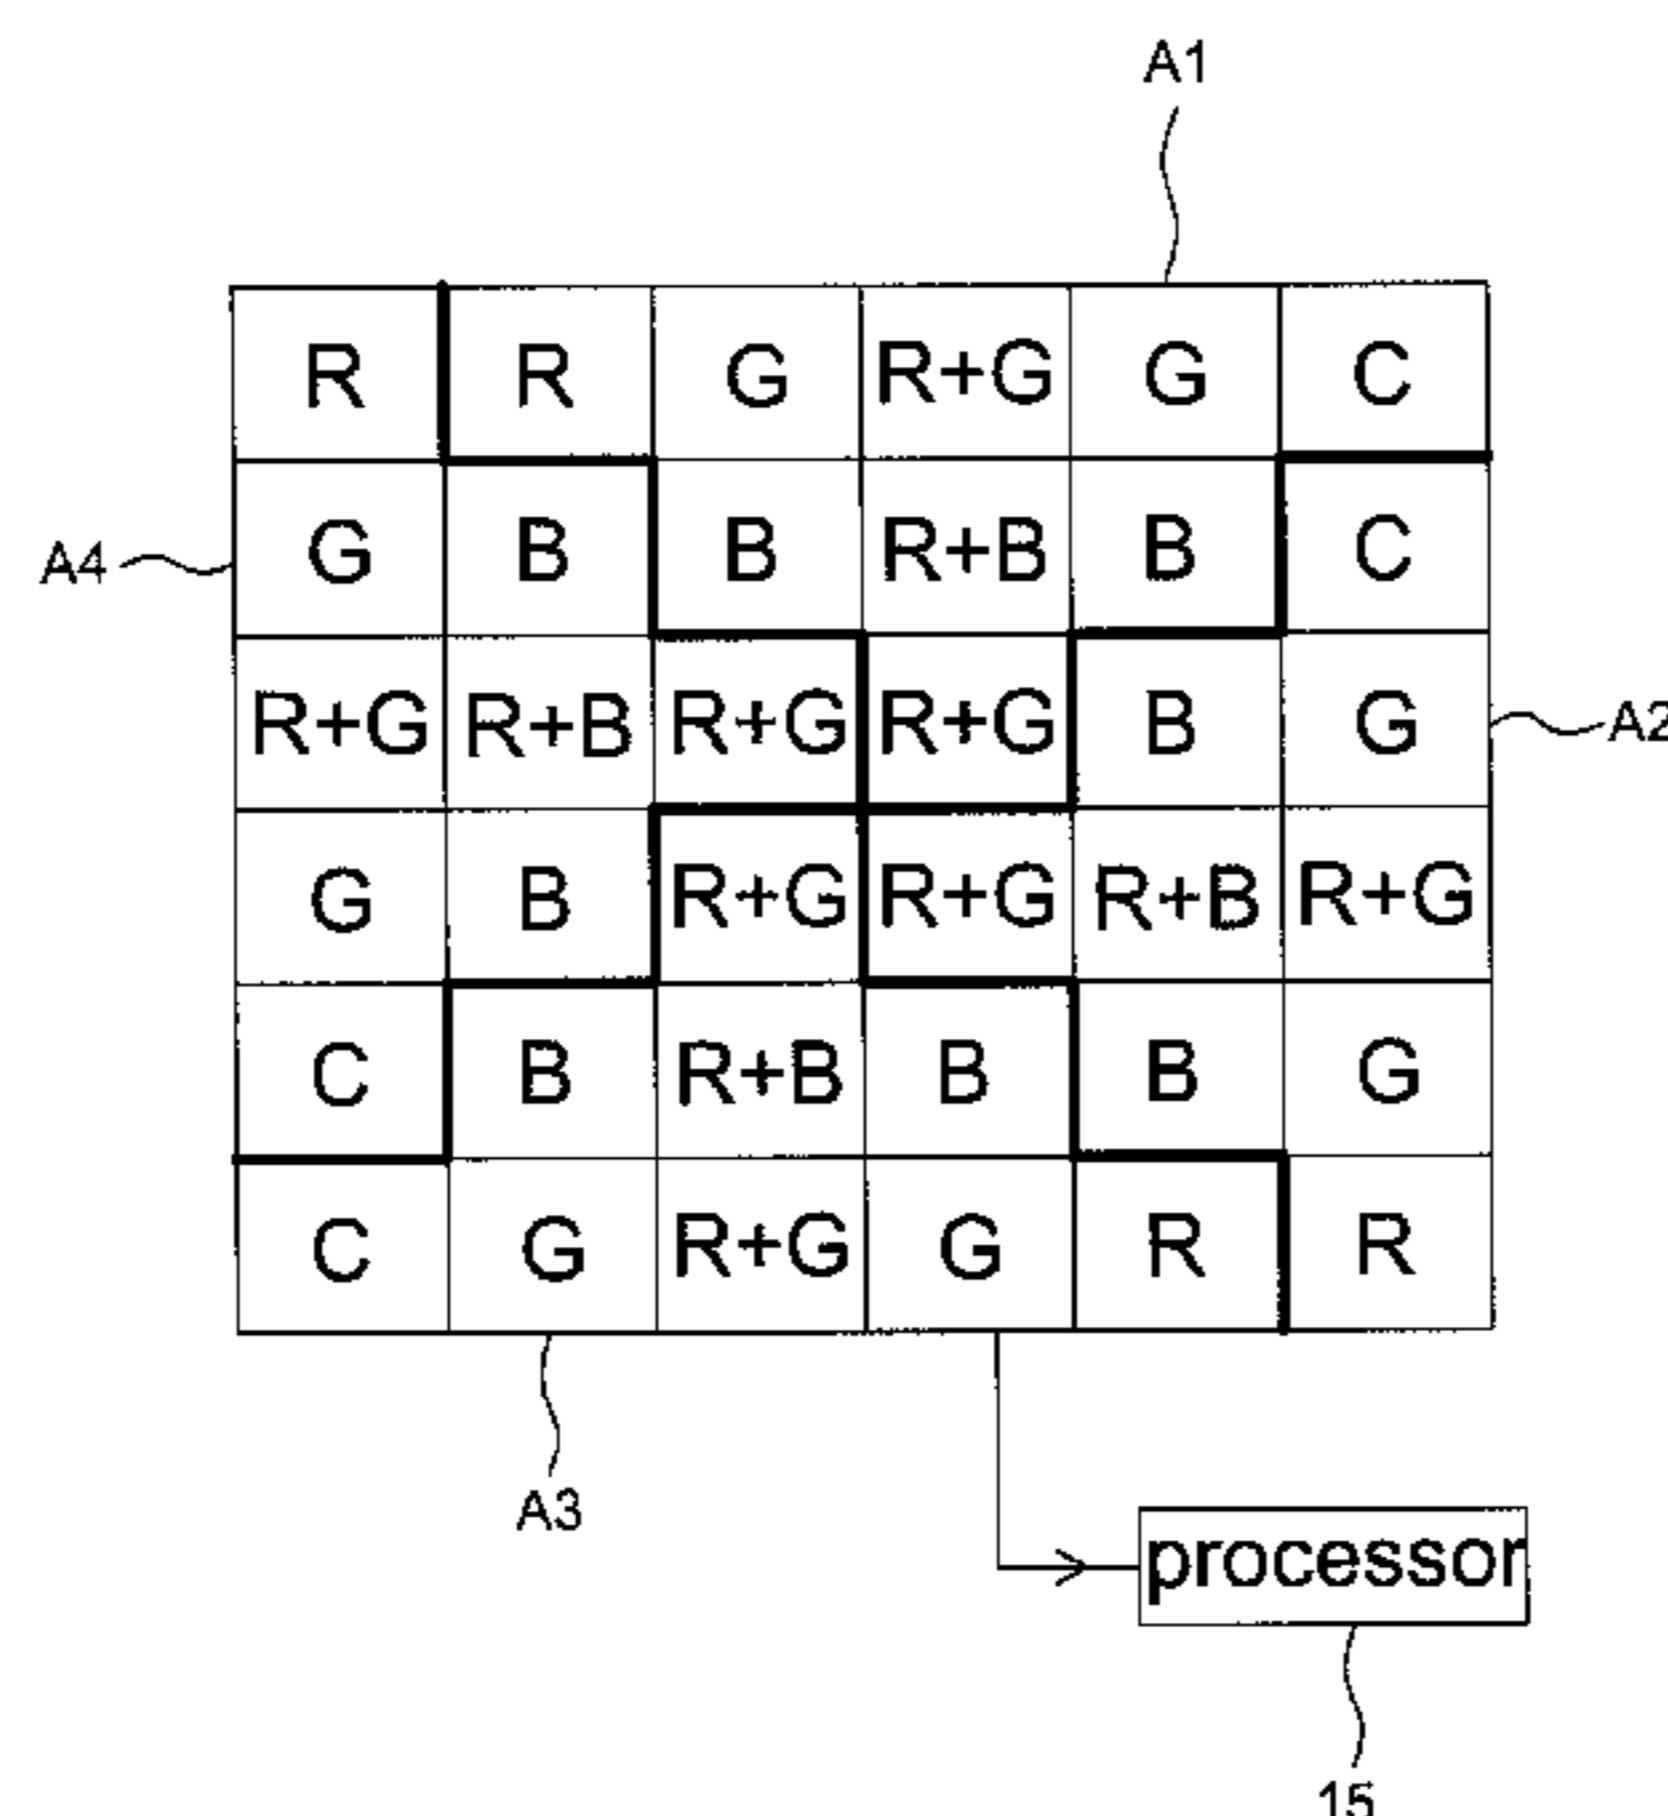 A1
R R G R+G G C
A4 G B B R+B B C
R+G R+B R+G R+G B G A2
G B R+G R+G R+B R+G
C B R+B B B G
C G R+G G R R
A3
processor
15